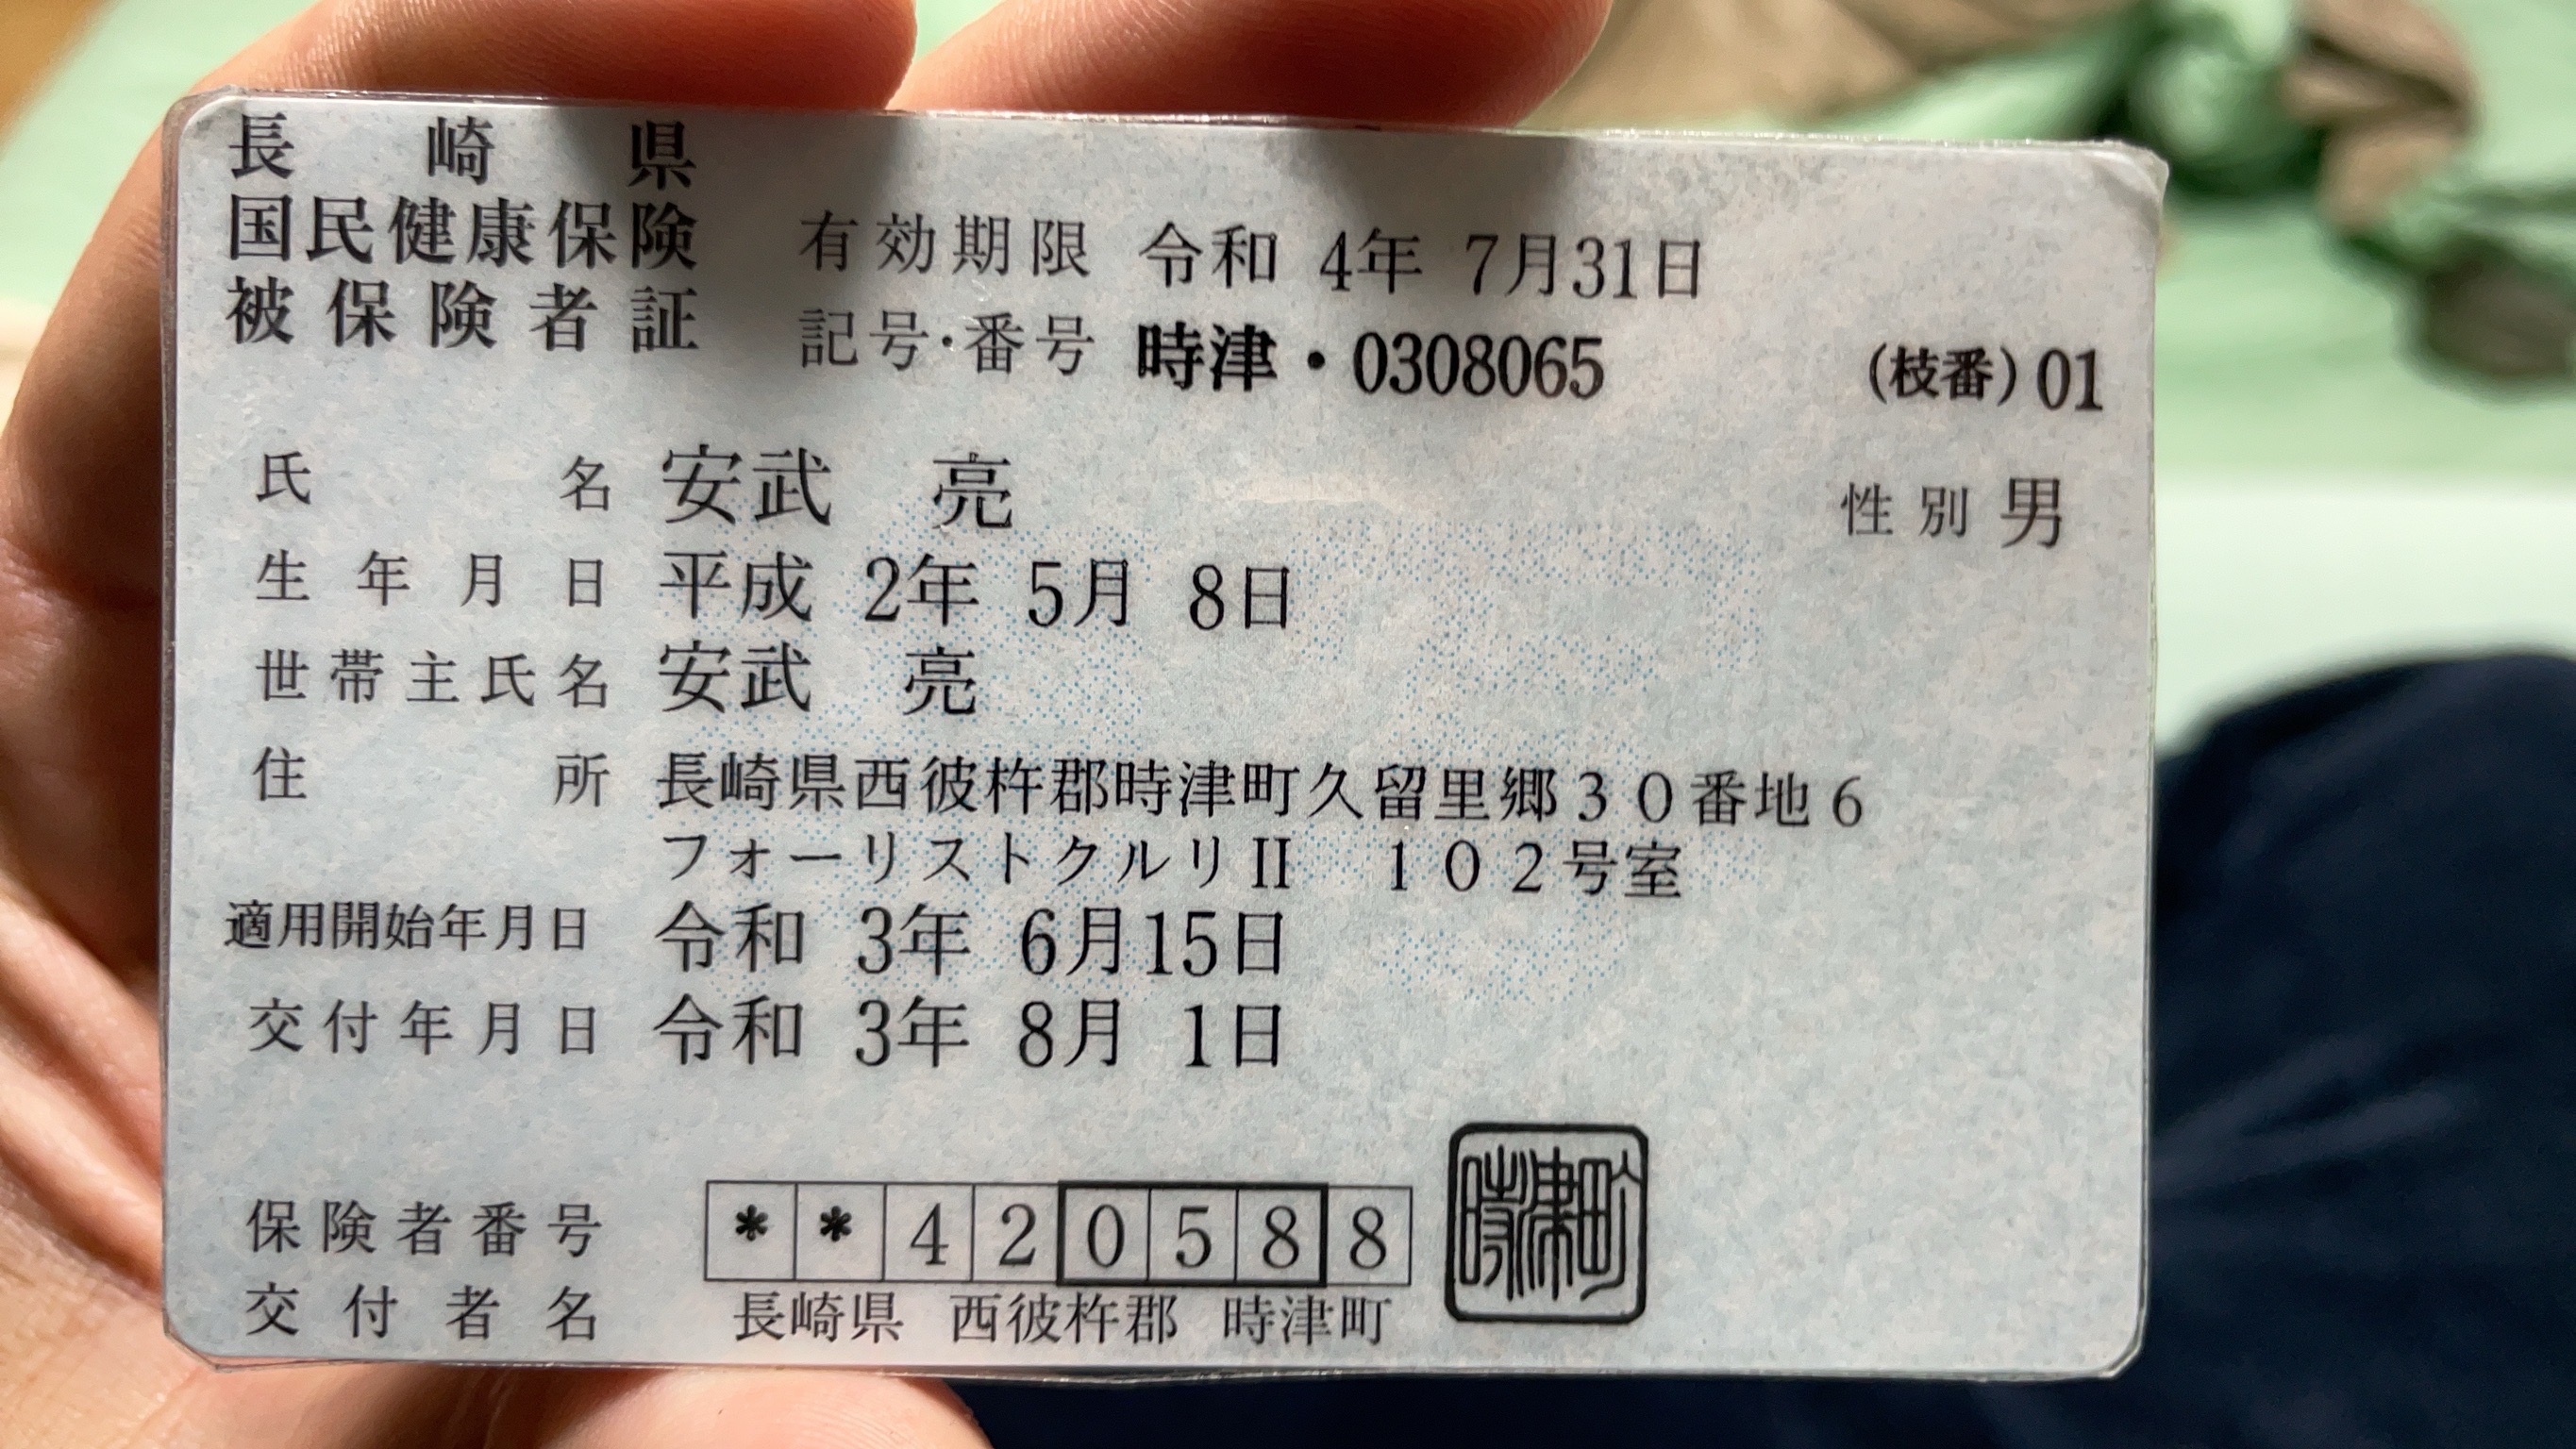 長崎県
国民健康保険
被保険者証
有効期限 令和 4年 7月31日
記号・番号 時津・0308065 (枝番) 01
氏名 安武 亮 性別 男
生年月日 平成 2年 5月 8日
世帯主氏名 安武 亮
住所 長崎県西彼杵郡時津町久留里郷３０番地６
フォーリストクルリⅡ １０２号室
適用開始年月日 令和 3年 6月15日
交付年月日 令和 3年 8月 1日
保険者番号 **420588
交付者名 長崎県 西彼杵郡 時津町
時津町